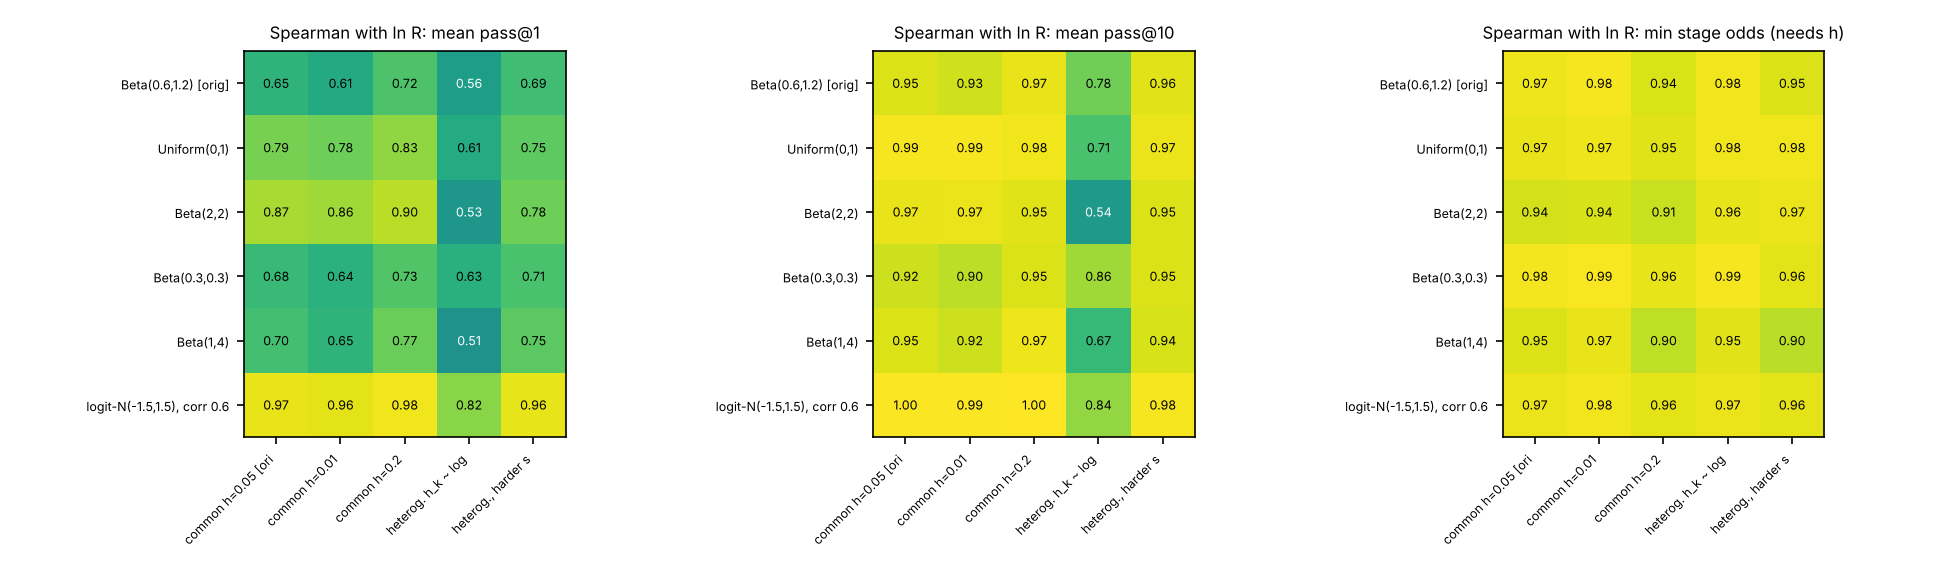 Spearman with ln R: mean pass@1
Beta(0.6,1.2) [orig] 0.65 0.61 0.72 0.56 0.69
Uniform(0,1) 0.79 0.78 0.83 0.61 0.75
Beta(2,2) 0.87 0.86 0.90 0.53 0.78
Beta(0.3,0.3) 0.68 0.64 0.73 0.63 0.71
Beta(1,4) 0.70 0.65 0.77 0.51 0.75
logit-N(-1.5,1.5), corr 0.6 0.97 0.96 0.98 0.82 0.96
common h=0.05 [ori
common h=0.01
common h=0.2
heterog. h_k ~ log
heterog., harder s
Spearman with ln R: mean pass@10
Beta(0.6,1.2) [orig] 0.95 0.93 0.97 0.78 0.96
Uniform(0,1) 0.99 0.99 0.98 0.71 0.97
Beta(2,2) 0.97 0.97 0.95 0.54 0.95
Beta(0.3,0.3) 0.92 0.90 0.95 0.86 0.95
Beta(1,4) 0.95 0.92 0.97 0.67 0.94
logit-N(-1.5,1.5), corr 0.6 1.00 0.99 1.00 0.84 0.98
common h=0.05 [ori
common h=0.01
common h=0.2
heterog. h_k ~ log
heterog., harder s
Spearman with ln R: min stage odds (needs h)
Beta(0.6,1.2) [orig] 0.97 0.98 0.94 0.98 0.95
Uniform(0,1) 0.97 0.97 0.95 0.98 0.98
Beta(2,2) 0.94 0.94 0.91 0.96 0.97
Beta(0.3,0.3) 0.98 0.99 0.96 0.99 0.96
Beta(1,4) 0.95 0.97 0.90 0.95 0.90
logit-N(-1.5,1.5), corr 0.6 0.97 0.98 0.96 0.97 0.96
common h=0.05 [ori
common h=0.01
common h=0.2
heterog. h_k ~ log
heterog., harder s